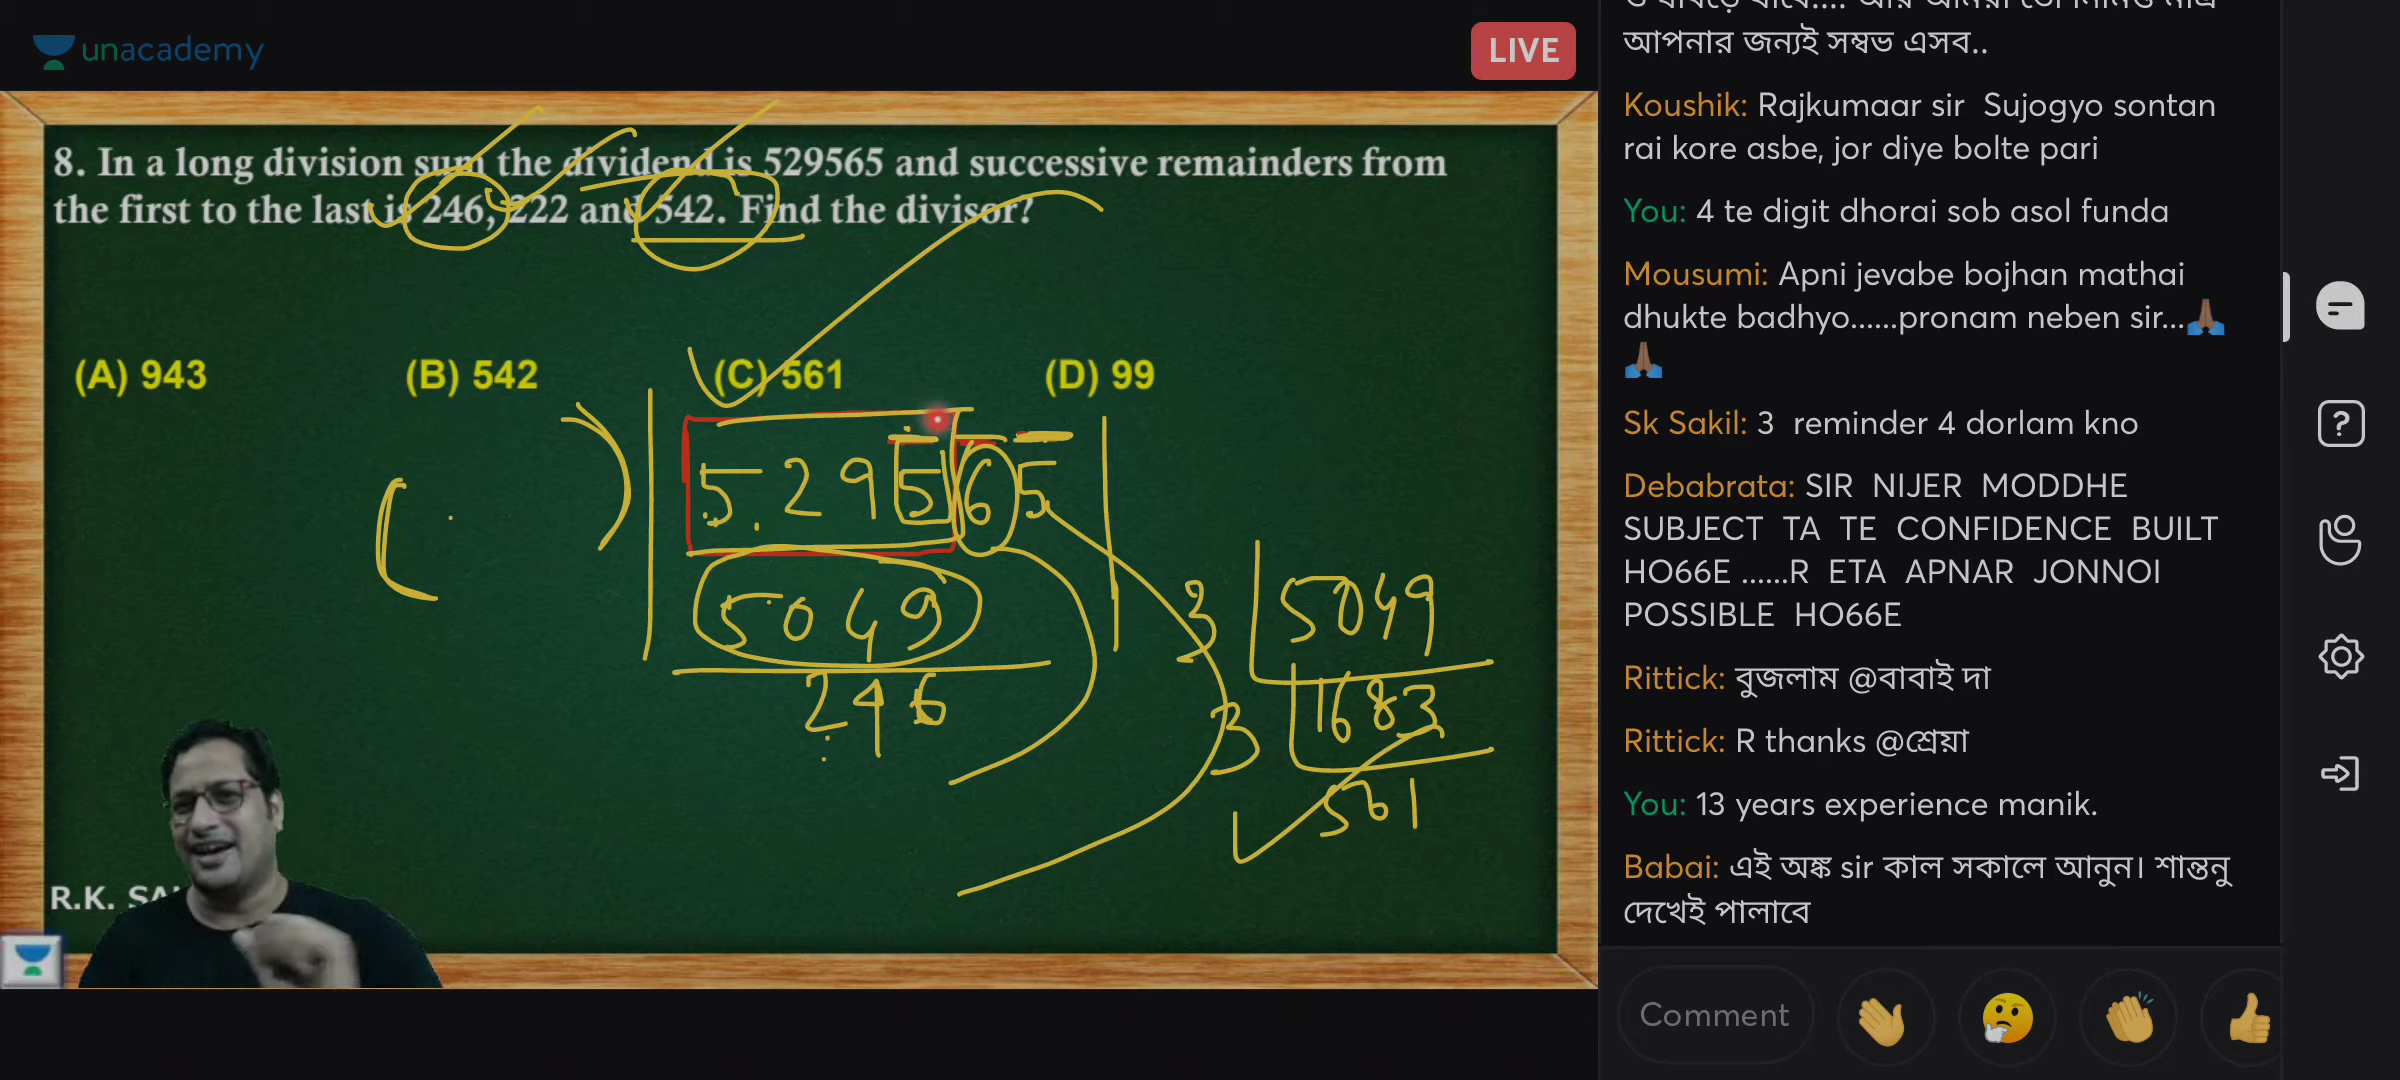 unacademy
LIVE
8. In a long division sum the dividend is 529565 and successive remainders from
the first to the last is 246, 222 and 542. Find the divisor?
(A) 943
(B) 542
(C) 561
(D) 99
529565
5049
246
3 5049
3 1683
561
R.K.
আপনার জন্যই সম্বভ এসব..
Koushik: Rajkumaar sir Sujogyo sontan
rai kore asbe, jor diye bolte pari
You: 4 te digit dhorai sob asol funda
Mousumi: Apni jevabe bojhan mathai
dhukte badhyo......pronam neben sir...🙏🏾
🙏🏾
Sk Sakil: 3 reminder 4 dorlam kno
Debabrata: SIR NIJER MODDHE
SUBJECT TA TE CONFIDENCE BUILT
HO66E ......R ETA APNAR JONNOI
POSSIBLE HO66E
Rittick: বুজলাম @বাবাই দা
Rittick: R thanks @শ্রেয়া
You: 13 years experience manik.
Babai: এই অঙ্ক sir কাল সকালে আনুন। শান্তনু
দেখেই পালাবে
Comment